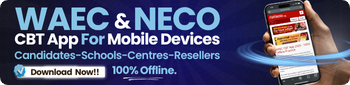 WAEC & NECO
CBT App For Mobile Devices
Candidates-Schools-Centres-Resellers
Download Now!! 100% Offline.